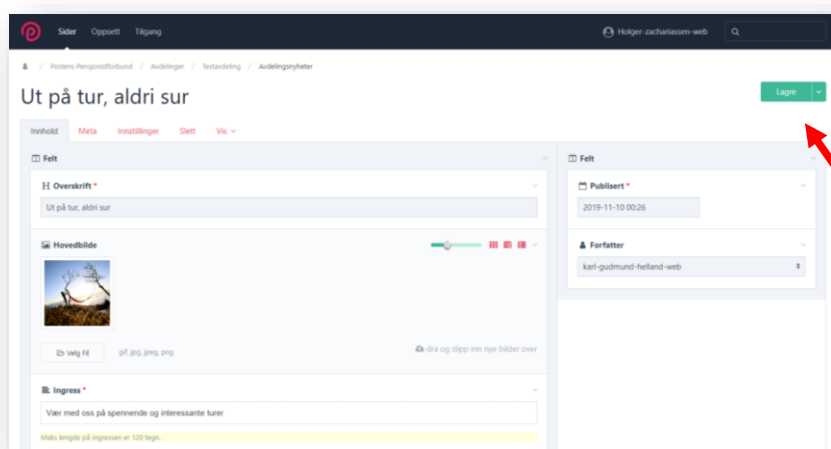 Sider Oppsett Tilgang Holger-zachariassen-web
/ Postens Pensjonistforbund / Avdelinger / Testavdeling / Avdelingsnyheter
Ut på tur, aldri sur
Lagre
Innhold Meta Innstillinger Slett Vis
Felt
H Overskrift *
Ut på tur, aldri sur
Hovedbilde
Velg Fil gif, jpg, jpeg, png dra og slipp inn nye bilder over
Ingress *
Vær med oss på spennende og interessante turer
Maks lengde på ingressen er 120 tegn.
Felt
Publisert *
2019-11-10 00:26
Forfatter
karl-gudmund-helland-web